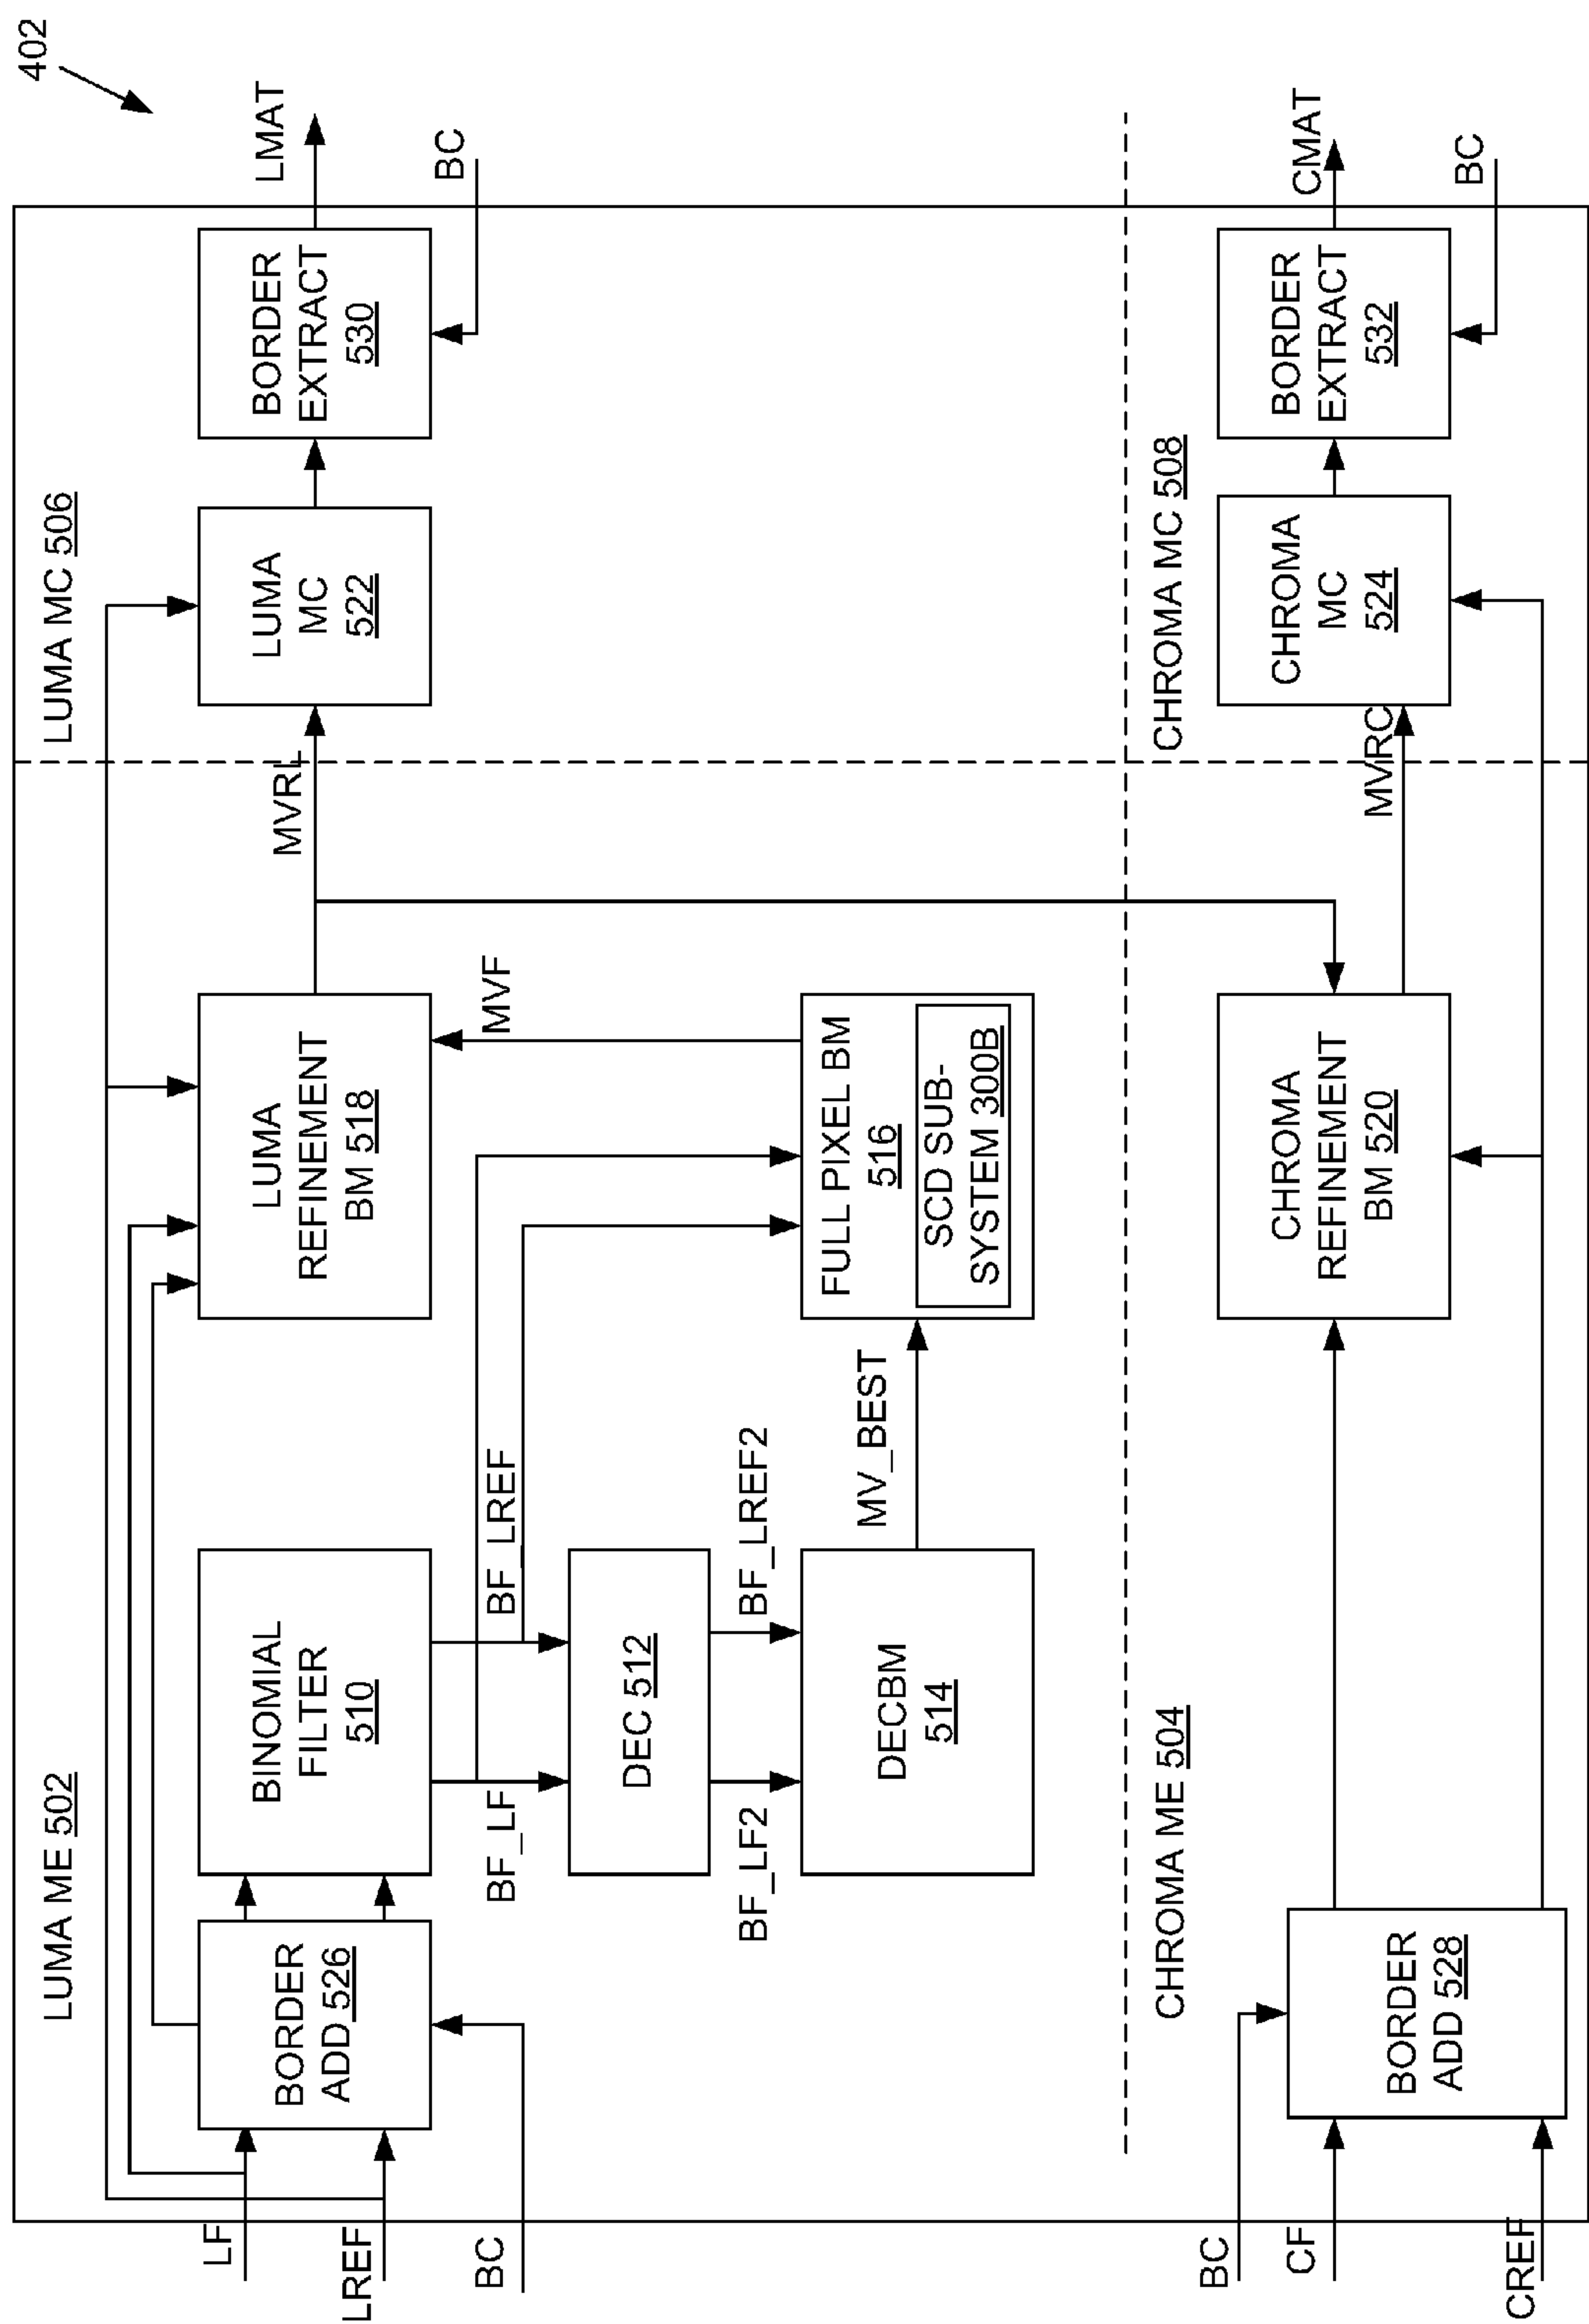 402
LUMA ME 502
LUMA MC 506
LF
LREF
BC
BORDER
ADD 526
BINOMIAL
FILTER
510
LUMA
REFINEMENT
BM 518
MVRL
LUMA
MC
522
BORDER
EXTRACT
530
LMAT
BC
BF_LF
BF_LREF
MVF
DEC 512
BF_LF2
BF_LREF2
DECBM
514
MV_BEST
FULL PIXEL BM
516
SCD SUB-
SYSTEM 300B
CHROMA ME 504
CHROMA MC 508
BC
CF
CREF
BORDER
ADD 528
CHROMA
REFINEMENT
BM 520
MVRC
CHROMA
MC
524
BORDER
EXTRACT
532
CMAT
BC